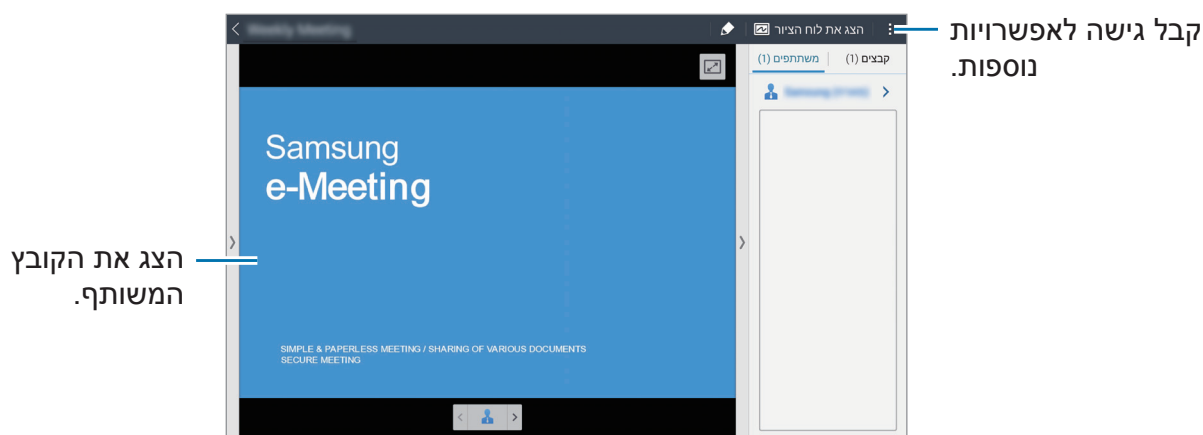 הצג את לוח הציור
קבל גישה לאפשרויות
נוספות.
קבצים (1) משתתפים (1)
Samsung
e-Meeting
הצג את הקובץ
המשותף.
SIMPLE & PAPERLESS MEETING / SHARING OF VARIOUS DOCUMENTS
SECURE MEETING